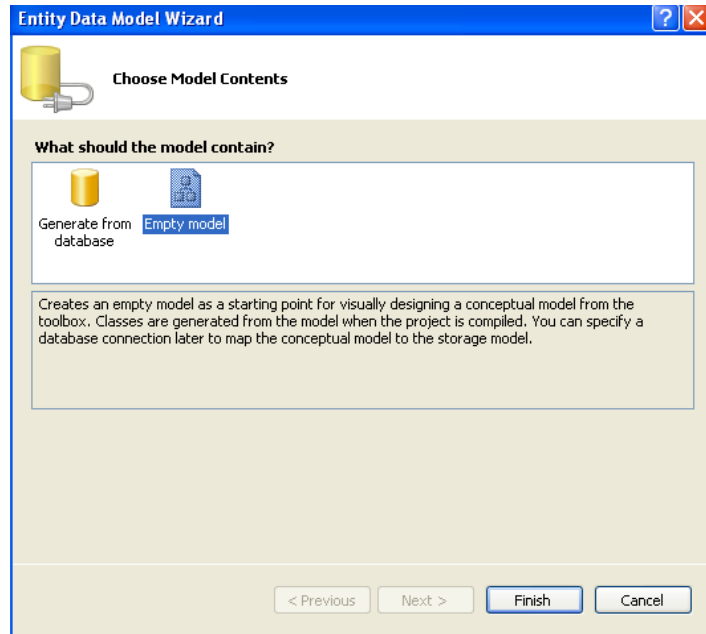 Entity Data Model Wizard
Choose Model Contents
What should the model contain?
Generate from
database
Empty model
Creates an empty model as a starting point for visually designing a conceptual model from the
toolbox. Classes are generated from the model when the project is compiled. You can specify a
database connection later to map the conceptual model to the storage model.
< Previous
Next >
Finish
Cancel